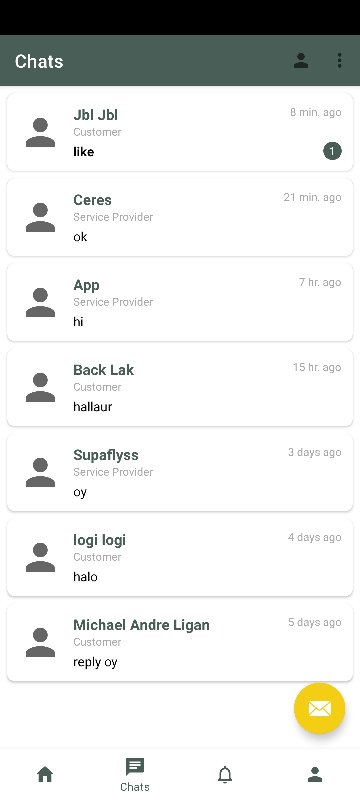 Chats
Jbl Jbl
8 min. ago
Customer
like
1
Ceres
21 min. ago
Service Provider
ok
App
7 hr. ago
Service Provider
hi
Back Lak
15 hr. ago
Customer
hallaur
Supaflyss
3 days ago
Service Provider
oy
logi logi
4 days ago
Customer
halo
Michael Andre Ligan
5 days ago
Customer
reply oy
Chats